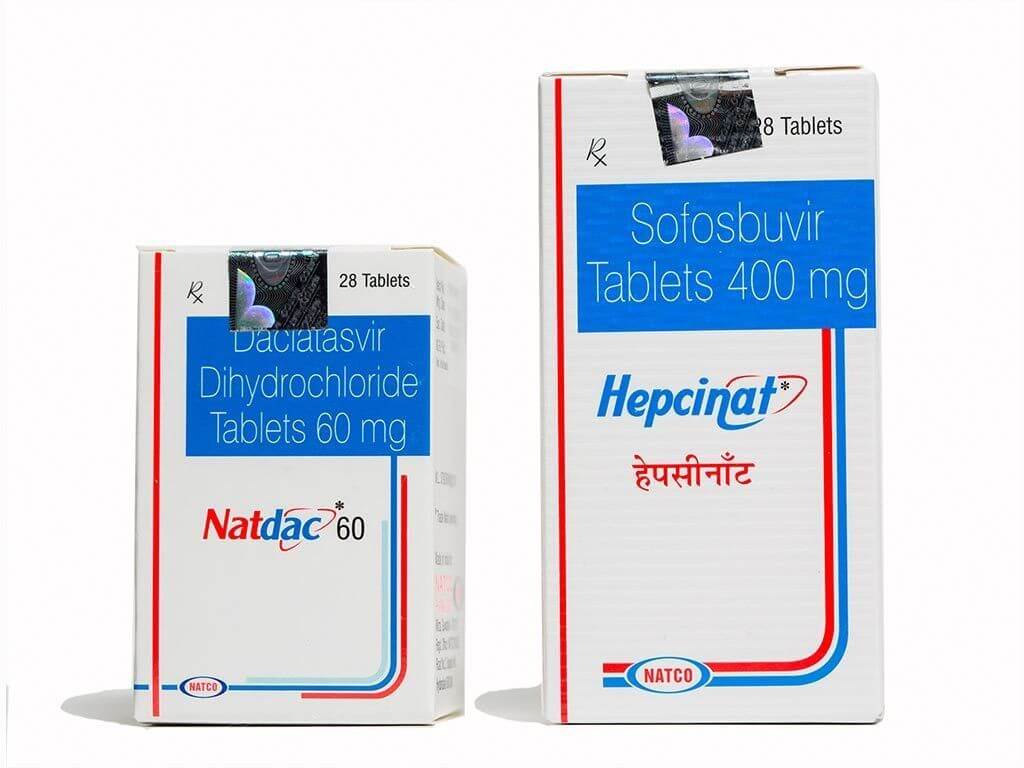 ℞
28 Tablets
Daclatasvir
Dihydrochloride
Tablets 60 mg
Natdac*60
NATCO
℞
28 Tablets
Sofosbuvir
Tablets 400 mg
Hepcinat*
हेपसीनाँट
NATCO